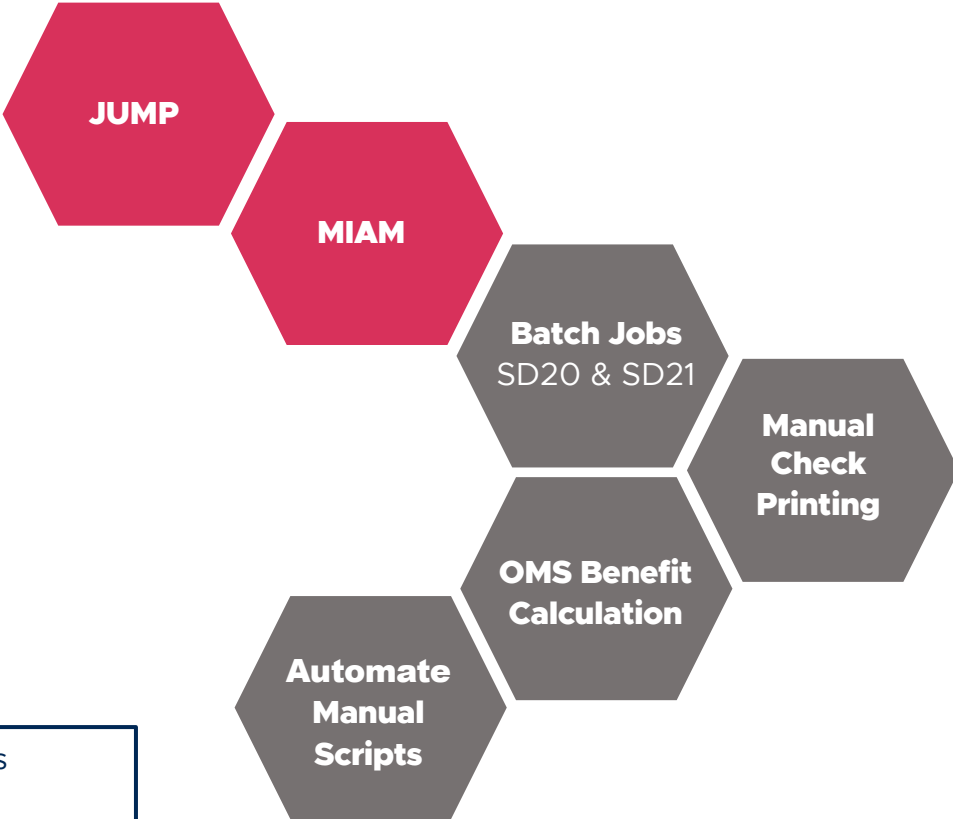 JUMP
MIAM
Batch Jobs
SD20 & SD21
Manual
Check
Printing
OMS Benefit
Calculation
Automate
Manual
Scripts